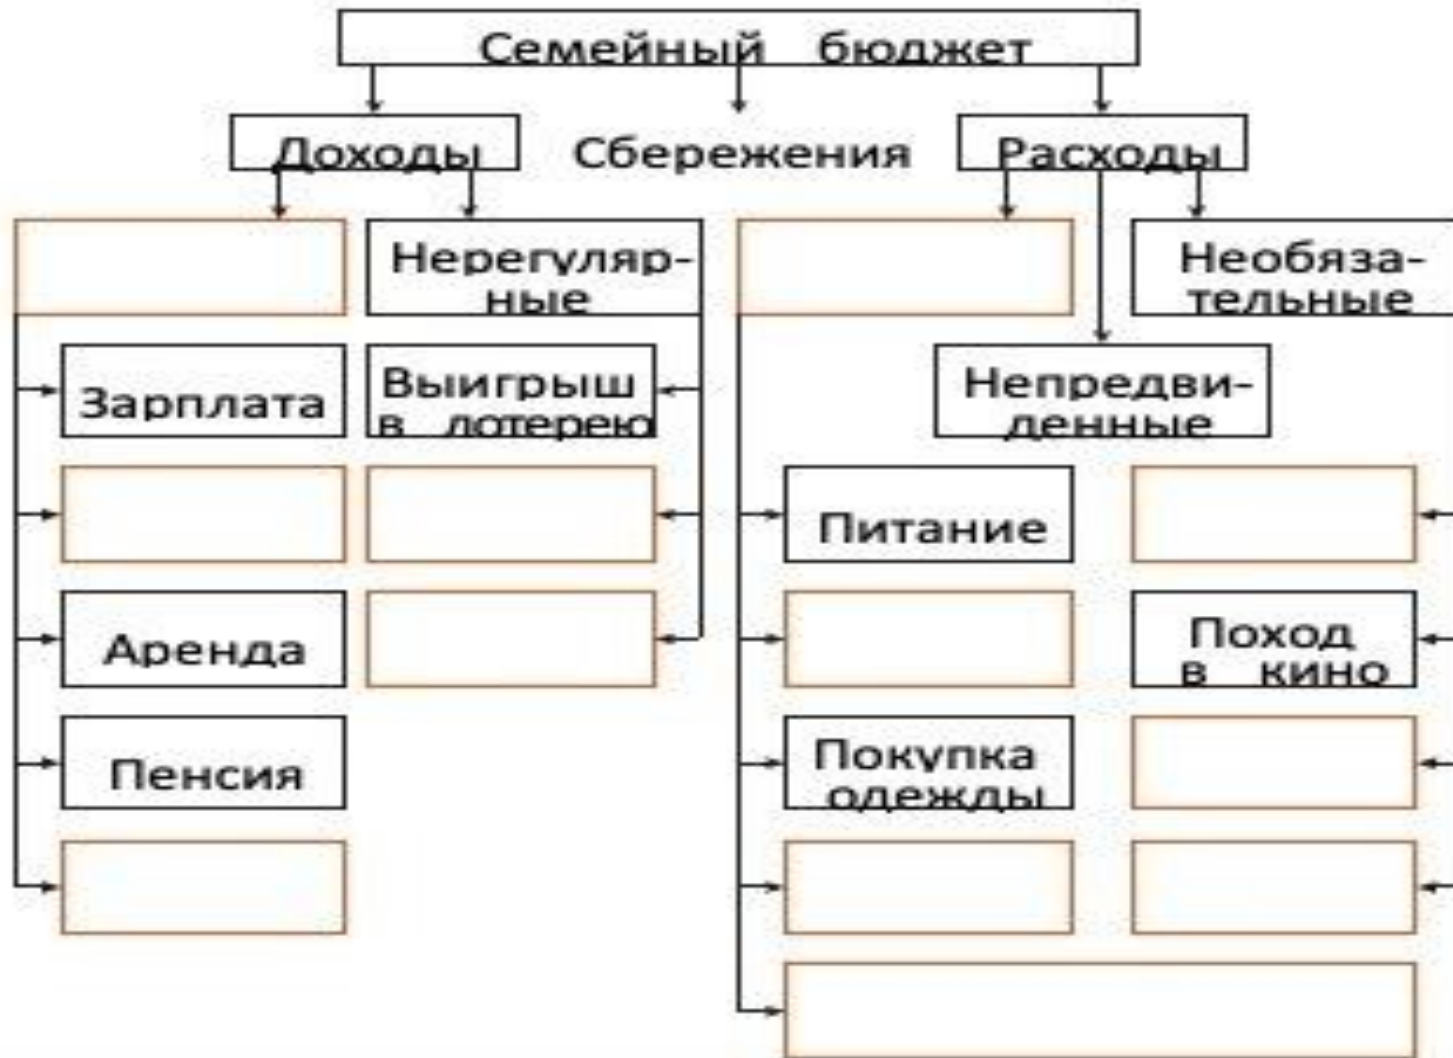 Семейный бюджет
Доходы
Сбережения
Расходы
Нерегуляр-
ные
Необяза-
тельные
Зарплата
Выигрыш
в лотерею
Непредви-
денные
Питание
Аренда
Поход
в кино
Пенсия
Покупка
одежды